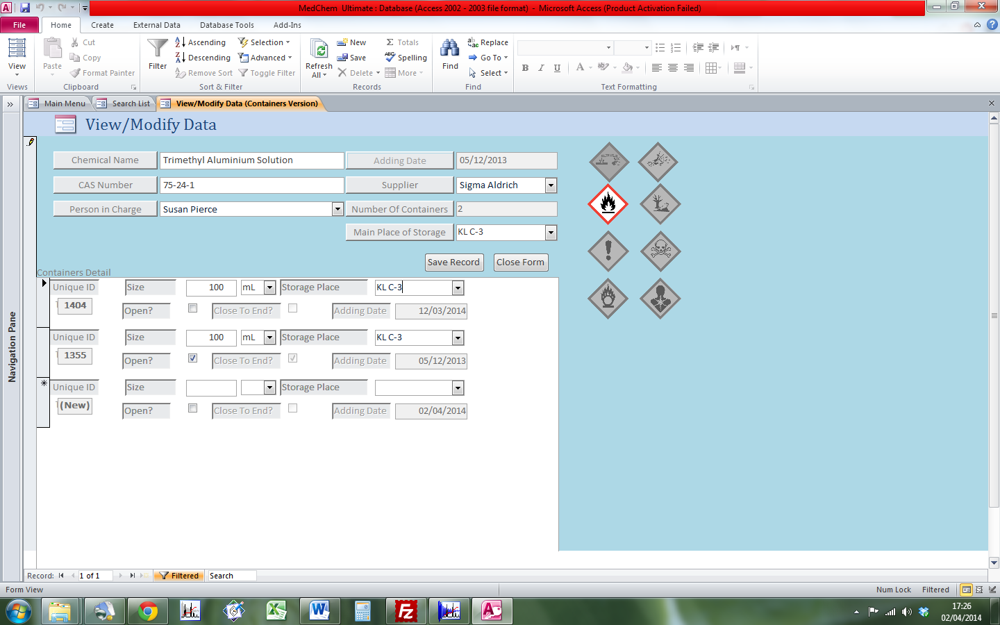 MedChem Ultimate : Database (Access 2002 - 2003 file format) - Microsoft Access (Product Activation Failed)
File Home Create External Data Database Tools Add-Ins
View
Views
Paste
Cut
Copy
Format Painter
Clipboard
Filter
Ascending
Descending
Remove Sort
Selection
Advanced
Toggle Filter
Sort & Filter
Refresh All
New
Save
Delete
Totals
Spelling
More
Records
Find
Replace
Go To
Select
Find
B I U A
Text Formatting
Main Menu Search List View/Modify Data (Containers Version)
View/Modify Data
Chemical Name Trimethyl Aluminium Solution Adding Date 05/12/2013
CAS Number 75-24-1 Supplier Sigma Aldrich
Person in Charge Susan Pierce Number Of Containers 2
Main Place of Storage KL C-3
Save Record Close Form
Containers Detail
Unique ID Size 100 mL Storage Place KL C-3
1404 Open? Close To End? Adding Date 12/03/2014
Unique ID Size 100 mL Storage Place KL C-3
1355 Open? Close To End? Adding Date 05/12/2013
Unique ID Size Storage Place
(New) Open? Close To End? Adding Date 02/04/2014
Navigation Pane
Record: 1 of 1 Filtered Search
Form View Num Lock Filtered
17:26
02/04/2014